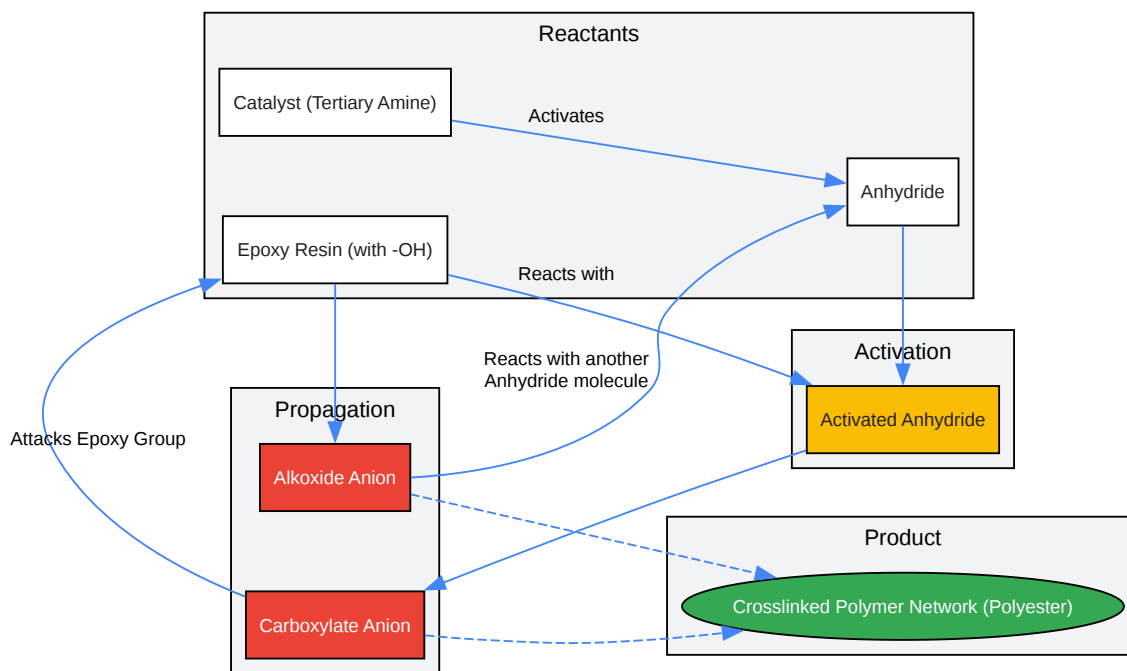 Reactants
Catalyst (Tertiary Amine)
Activates
Anhydride
Epoxy Resin (with -OH)
Reacts with
Reacts with another
Anhydride molecule
Activation
Activated Anhydride
Propagation
Attacks Epoxy Group
Alkoxide Anion
Product
Crosslinked Polymer Network (Polyester)
Carboxylate Anion